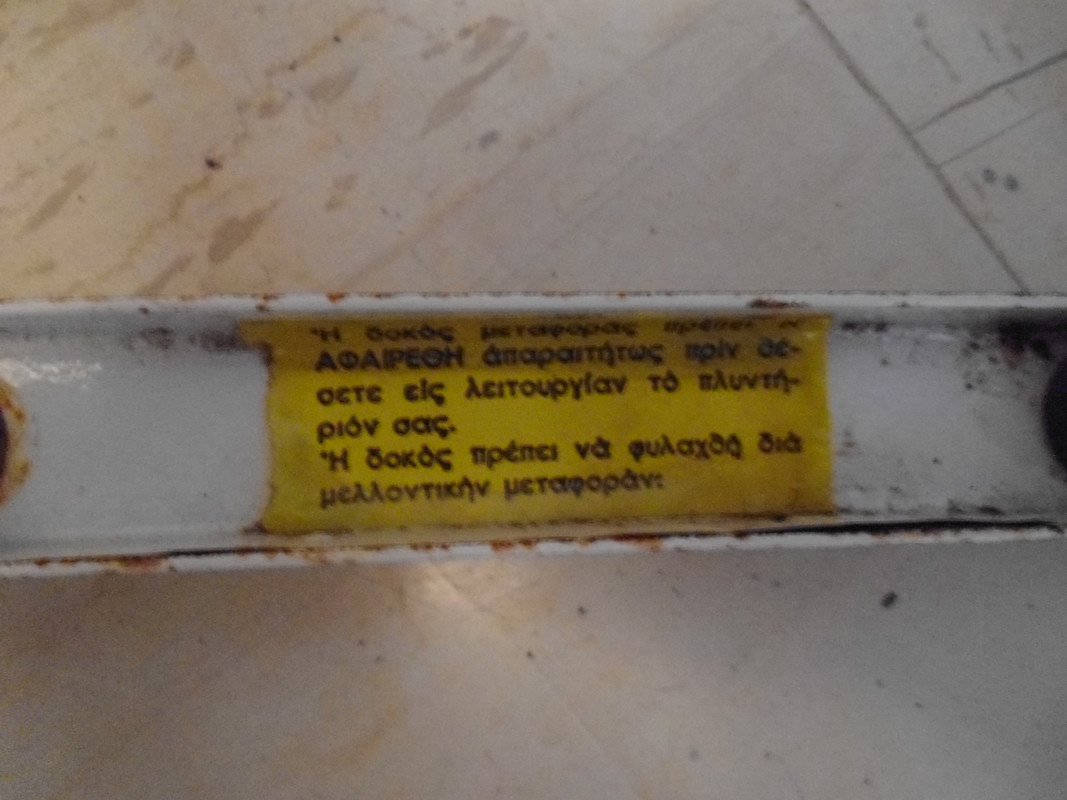 Ἡ δοκὸς μεταφορᾶς πρέπει ν
ΑΦΑΙΡΕΘΗ ἀπαραιτήτως πρὶν θέ-
σετε εἰς λειτουργίαν τὸ πλυντή-
ριόν σας.
Ἡ δοκὸς πρέπει νὰ φυλαχθῇ διὰ
μελλοντικὴν μεταφοράν: